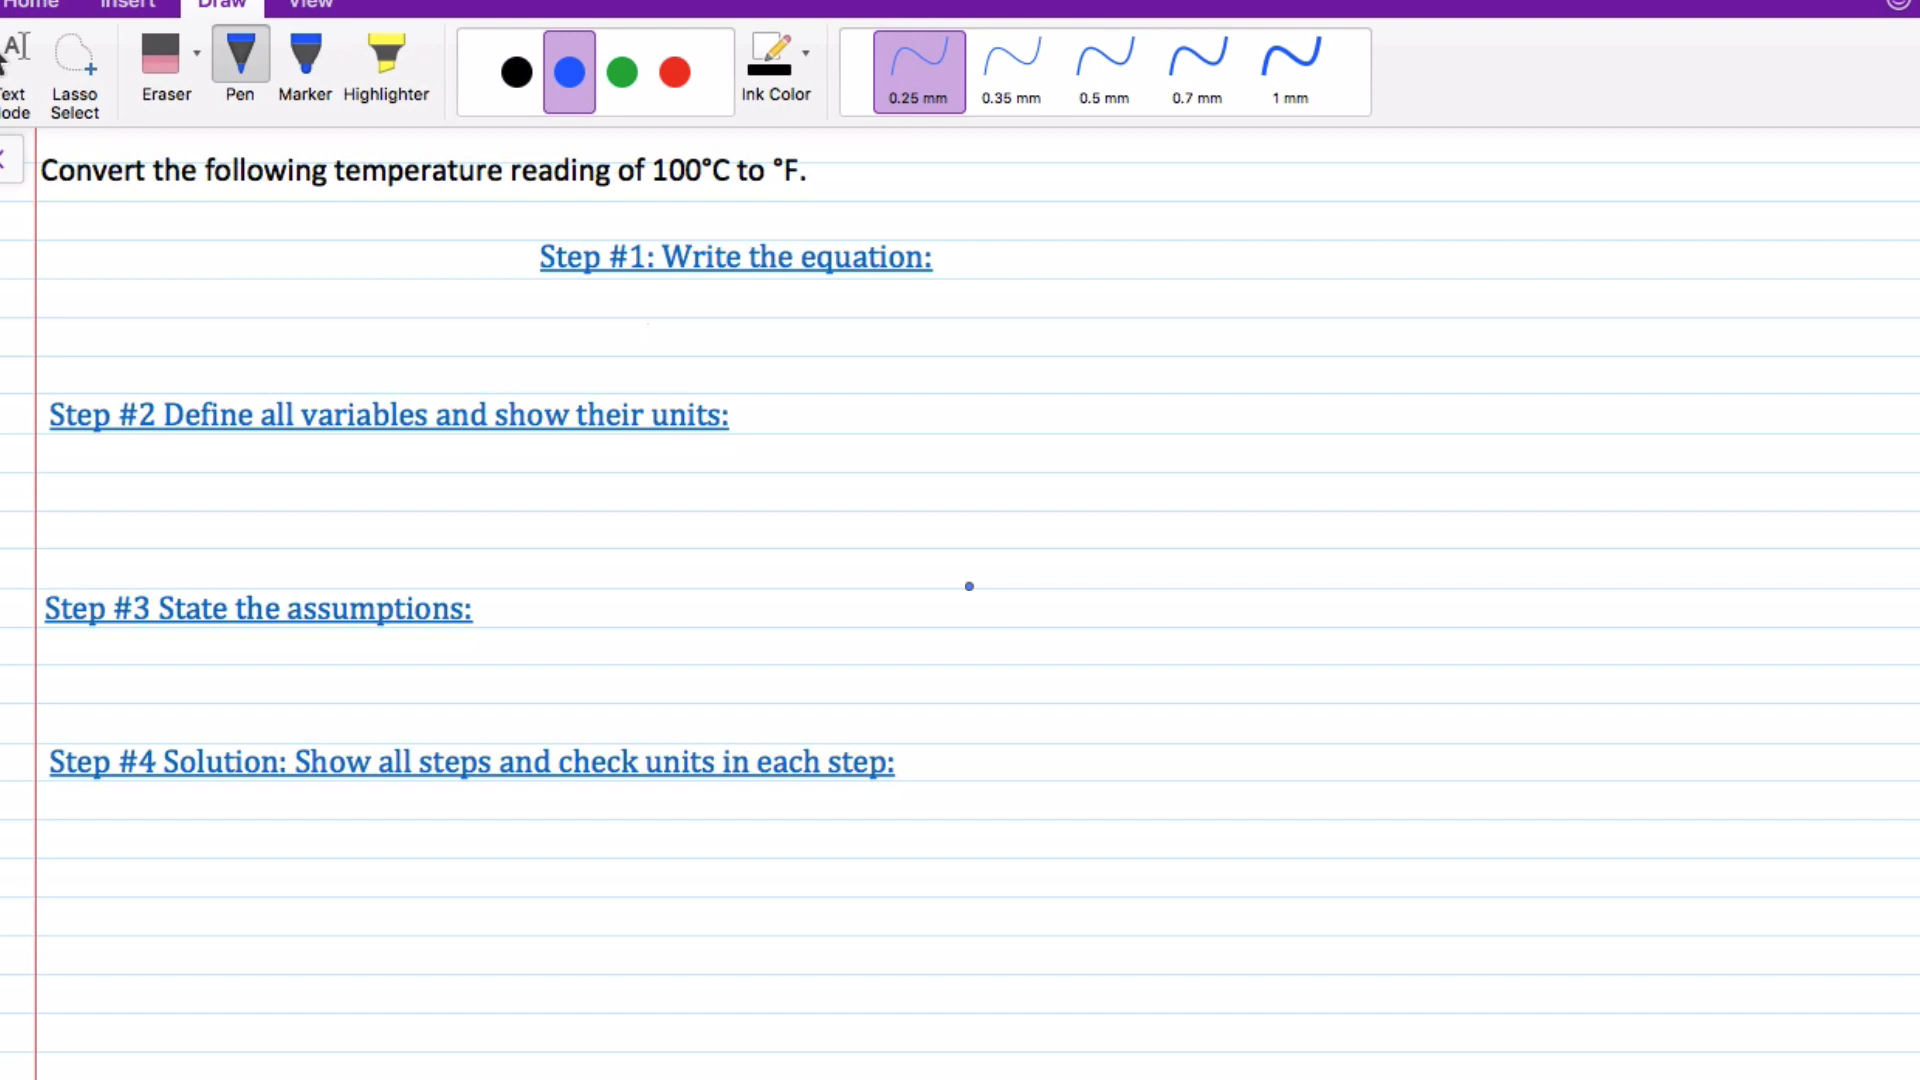 Home Insert Draw View
Text Mode
Lasso Select
Eraser
Pen
Marker
Highlighter
Ink Color
0.25 mm
0.35 mm
0.5 mm
0.7 mm
1 mm
Convert the following temperature reading of 100°C to °F.
Step #1: Write the equation:
Step #2 Define all variables and show their units:
Step #3 State the assumptions:
Step #4 Solution: Show all steps and check units in each step: